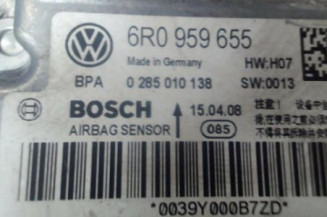 6R0 959 655
Made in Germany HW:H07
BPA 0 285 010 138 SW:0013
BOSCH 15.04.08
AIRBAG SENSOR 085
*0039Y000B7ZD*